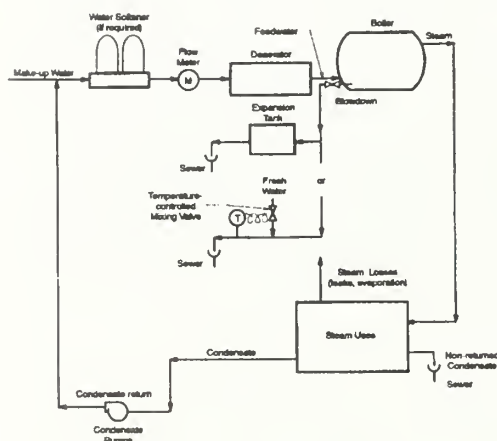 Water Softener
(if required)
Flow
Meter
M
Make-up Water
Deaerator
Feedwater
Boiler
Steam
Blowdown
Expansion
Tank
Sewer
Fresh
Water
or
Temperature-
controlled
Mixing Valve
T
Sewer
Steam Losses
(leaks, evaporation)
Steam Uses
Condensate
Non-returned
Condensate
Sewer
Condensate return
Condensate